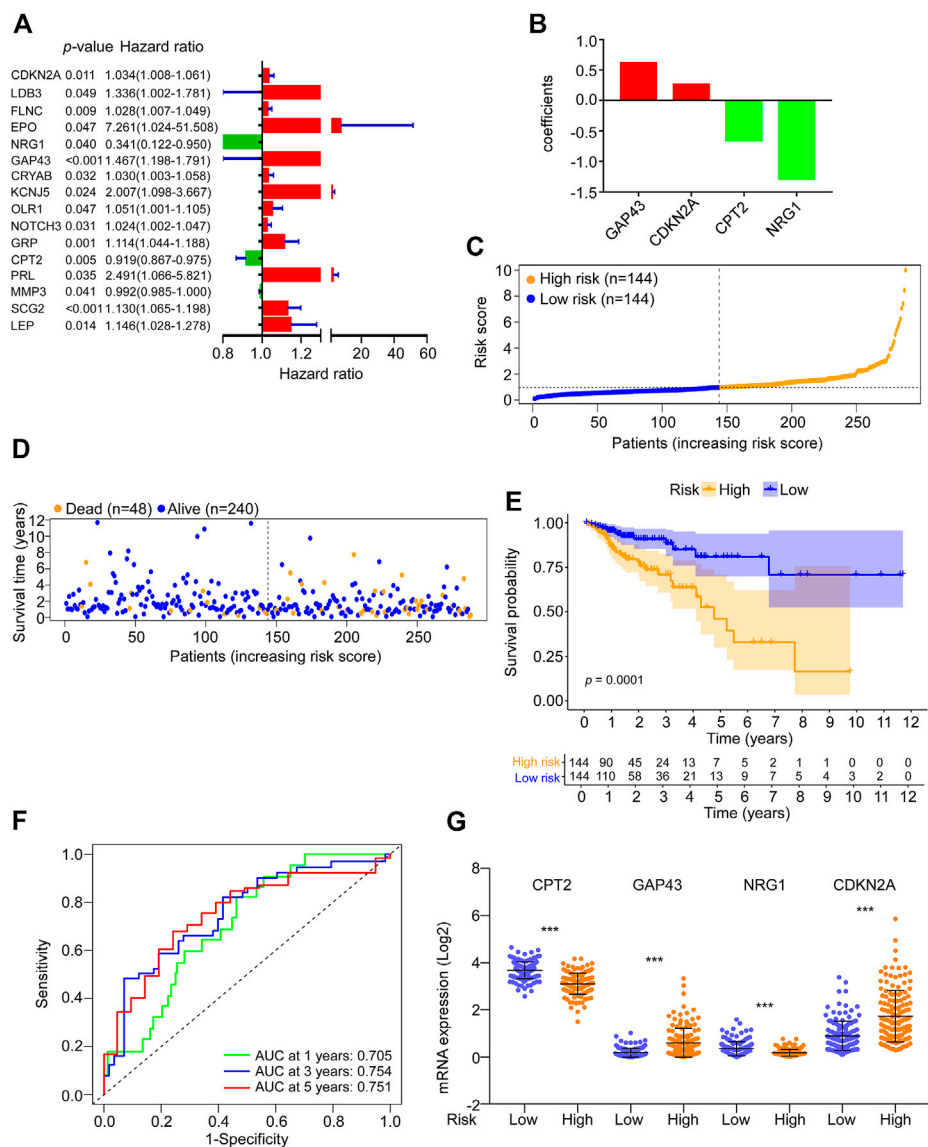 A
p-value Hazard ratio
CDKN2A 0.011 1.034(1.008-1.061)
LDB3 0.049 1.336(1.002-1.781)
FLNC 0.009 1.028(1.007-1.049)
EPO 0.047 7.261(1.024-51.508)
NRG1 0.040 0.341(0.122-0.950)
GAP43 <0.001 1.467(1.198-1.791)
CRYAB 0.032 1.030(1.003-1.058)
KCNJ5 0.024 2.007(1.098-3.667)
OLR1 0.047 1.051(1.001-1.105)
NOTCH3 0.031 1.024(1.002-1.047)
GRP 0.001 1.114(1.044-1.188)
CPT2 0.005 0.919(0.867-0.975)
PRL 0.035 2.491(1.066-5.821)
MMP3 0.041 0.992(0.985-1.000)
SCG2 <0.001 1.130(1.065-1.198)
LEP 0.014 1.146(1.028-1.278)
0.8 1.0 1.2 20 40 60
Hazard ratio
B
coefficients
1.0
0.5
0.0
-0.5
-1.0
-1.5
GAP43 CDKN2A CPT2 NRG1
C
Risk score
10
8
6
4
2
0
High risk (n=144)
Low risk (n=144)
0 50 100 150 200 250
Patients (increasing risk score)
D
Dead (n=48) Alive (n=240)
Survival time (years)
12
10
8
6
4
2
0
0 50 100 150 200 250
Patients (increasing risk score)
E
Risk High Low
Survival probability
1.00
0.75
0.50
0.25
0.00
p = 0.0001
0 1 2 3 4 5 6 7 8 9 10 11 12
Time (years)
High risk 144 90 45 24 13 7 5 2 1 1 0 0 0
Low risk 144 110 58 36 21 13 9 7 5 4 3 2 0
0 1 2 3 4 5 6 7 8 9 10 11 12
Time (years)
F
Sensitivity
1.0
0.8
0.6
0.4
0.2
0.0
AUC at 1 years: 0.705
AUC at 3 years: 0.754
AUC at 5 years: 0.751
0.0 0.2 0.4 0.6 0.8 1.0
1-Specificity
G
mRNA expression (Log2)
8
6
4
2
0
-2
CPT2 GAP43 NRG1 CDKN2A
*** *** *** ***
Risk Low High Low High Low High Low High